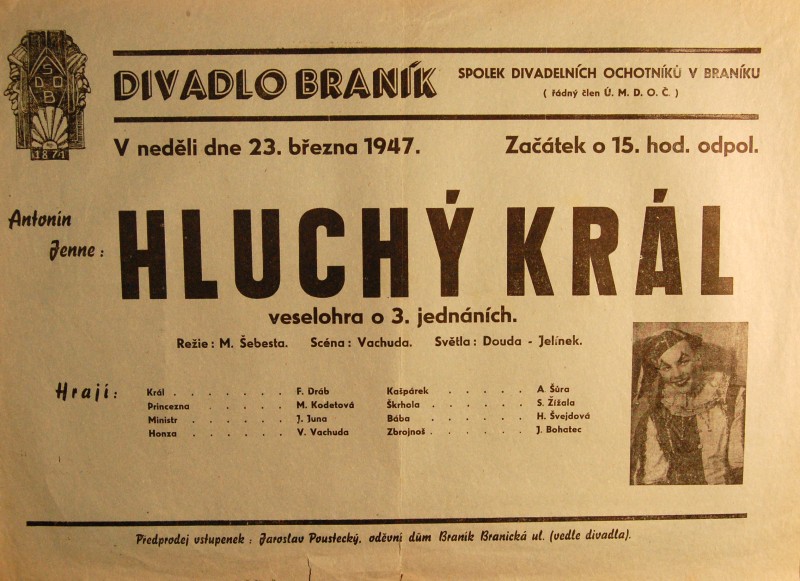 S
D D O
B
1874
DIVADLO BRANÍK
SPOLEK DIVADELNÍCH OCHOTNÍKŮ V BRANÍKU
( řádný člen Ú. M. D. O. Č. )
V neděli dne 23. března 1947. Začátek o 15. hod. odpol.
Antonín
Jenne :
HLUCHÝ KRÁL
veselohra o 3. jednáních.
Režie : M. Šebesta. Scéna : Vachuda. Světla : Douda - Jelínek.
Hrají :
Král . . . . . . . F. Dráb
Princezna . . . . . . M. Kodetová
Ministr . . . . . . J. Juna
Honza . . . . . . . V. Vachuda
Kašpárek . . . . . A. Šůra
Škrhola . . . . . . S. Žížala
Bába . . . . . . H. Švejdová
Zbrojnoš . . . . . . J. Bohatec
Předprodej vstupenek : Jaroslav Poustecký, oděvní dům Braník Branická ul. (vedle divadla).